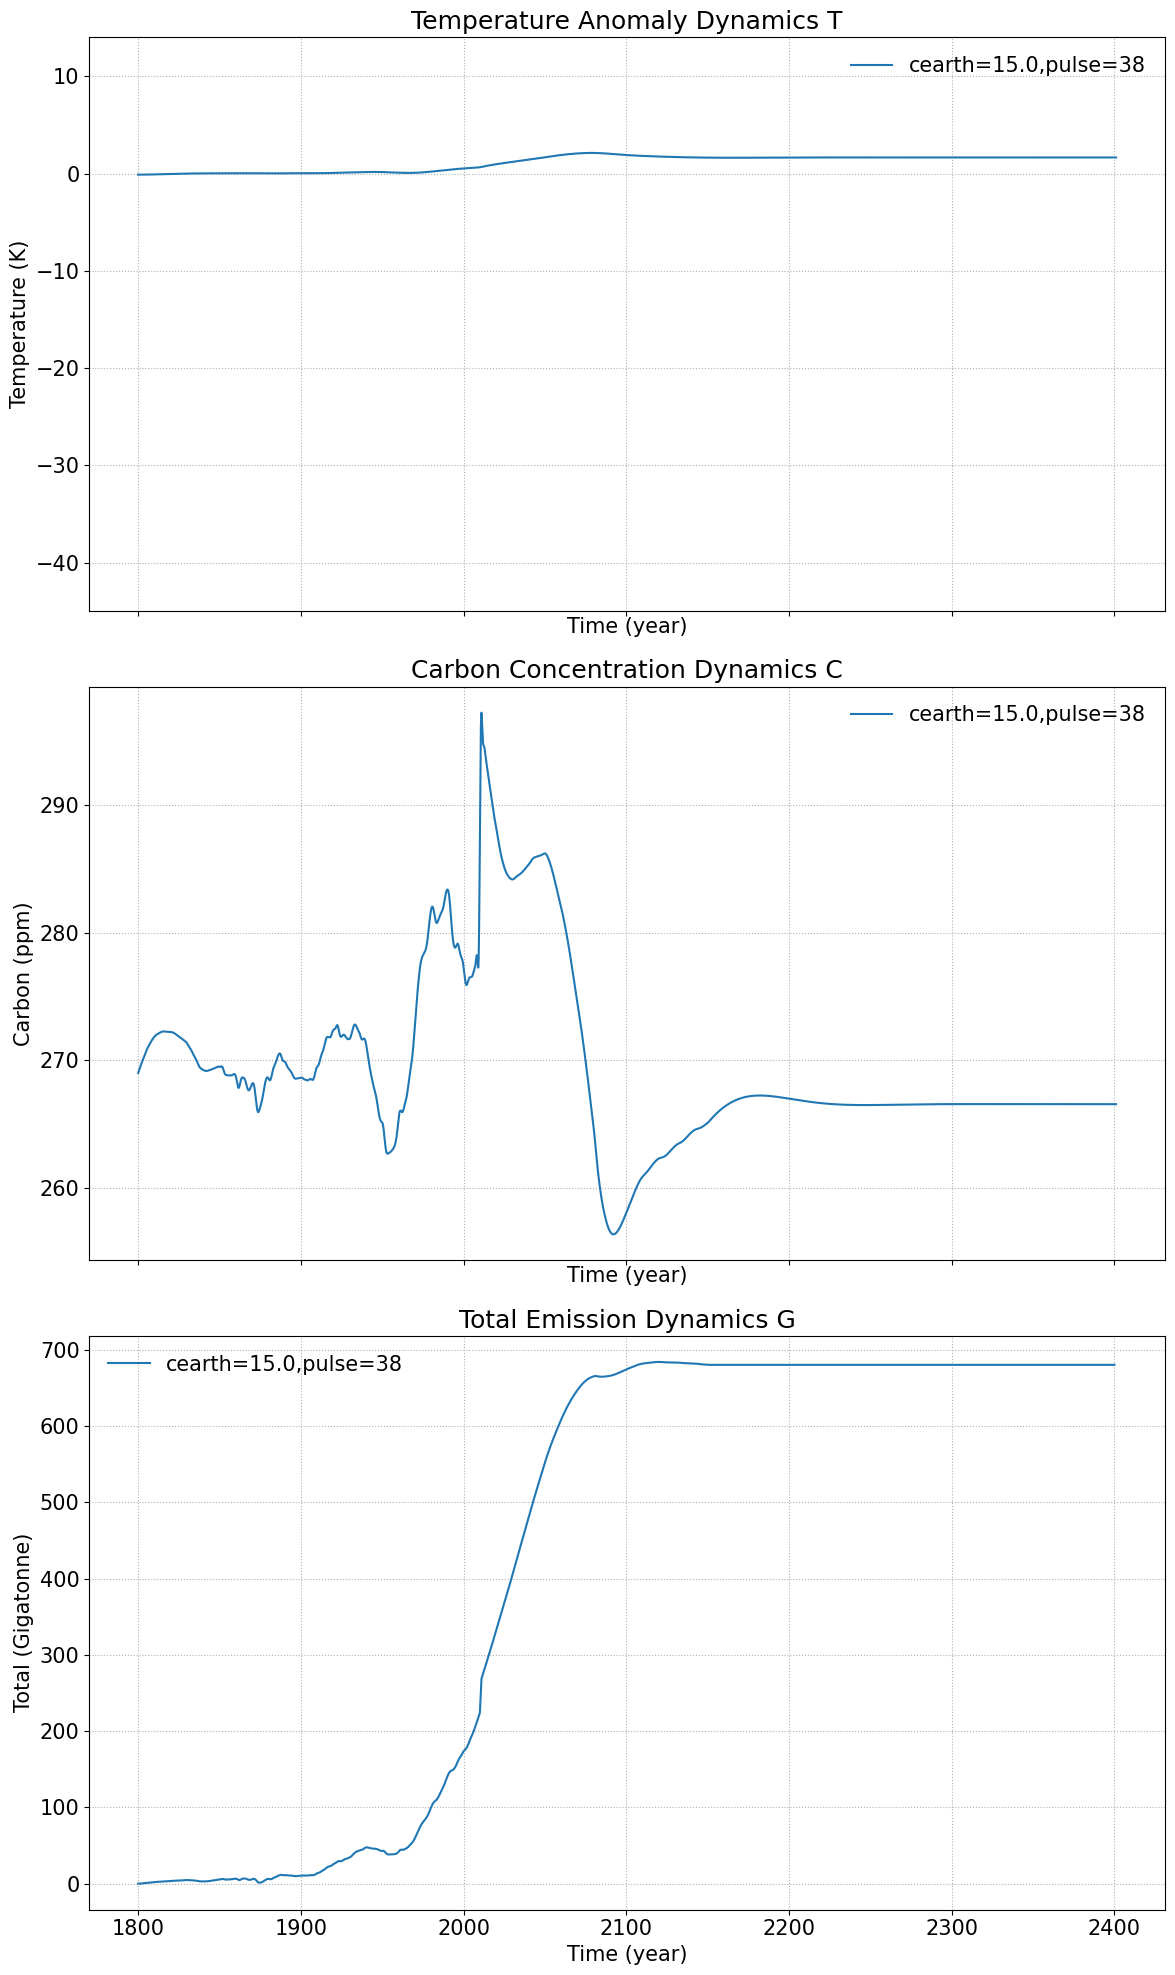 Temperature Anomaly Dynamics T
cearth=15.0,pulse=38
10
0
−10
−20
−30
−40
Temperature (K)
Time (year)
Carbon Concentration Dynamics C
cearth=15.0,pulse=38
290
280
270
260
Carbon (ppm)
Time (year)
Total Emission Dynamics G
cearth=15.0,pulse=38
700
600
500
400
300
200
100
0
Total (Gigatonne)
1800 1900 2000 2100 2200 2300 2400
Time (year)